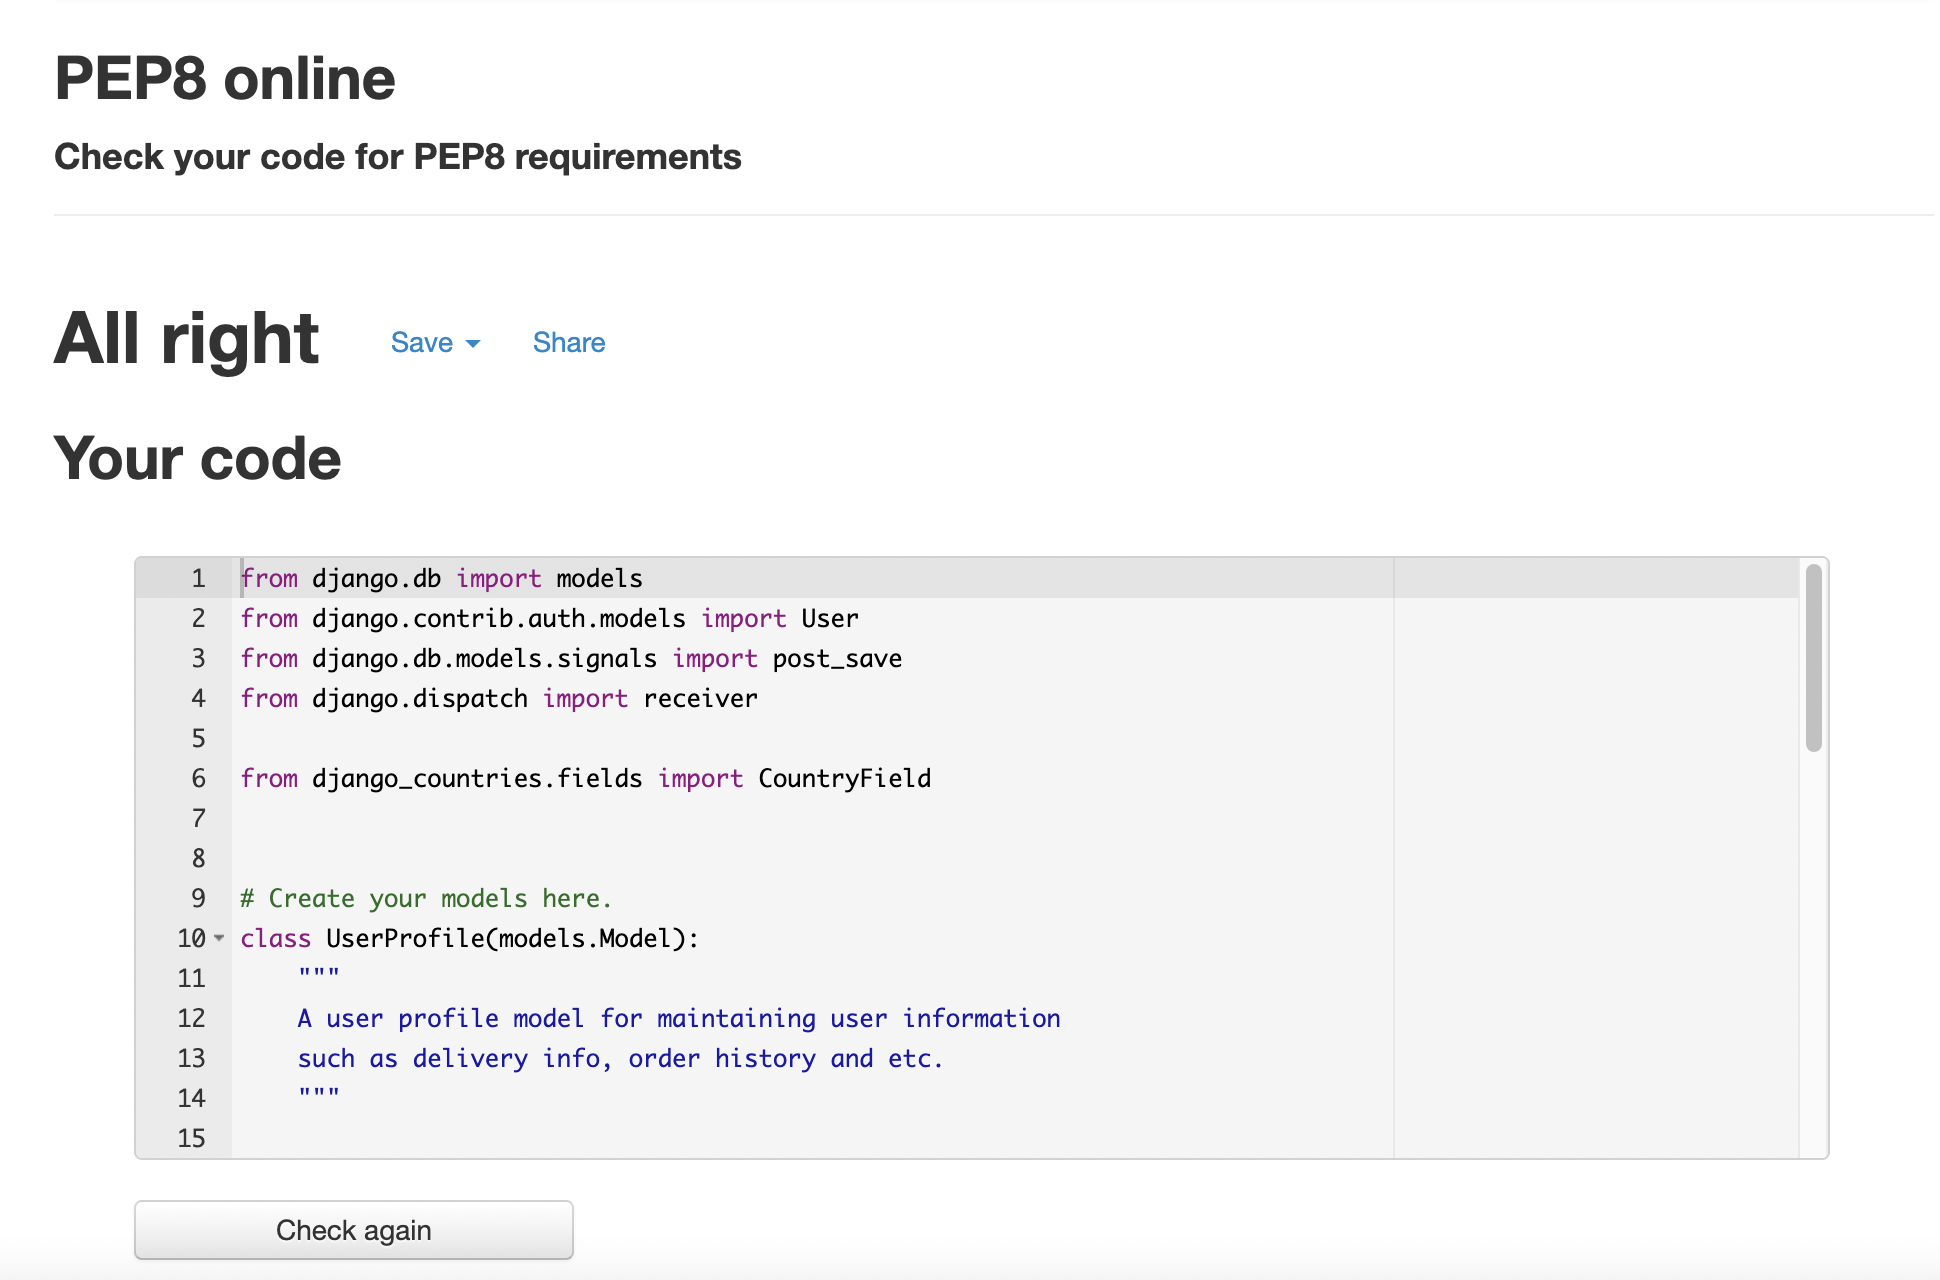 PEP8 online
Check your code for PEP8 requirements
All right Save Share
Your code
1 from django.db import models
2 from django.contrib.auth.models import User
3 from django.db.models.signals import post_save
4 from django.dispatch import receiver
5
6 from django_countries.fields import CountryField
7
8
9 # Create your models here.
10 class UserProfile(models.Model):
11     """
12     A user profile model for maintaining user information
13     such as delivery info, order history and etc.
14     """
15
Check again